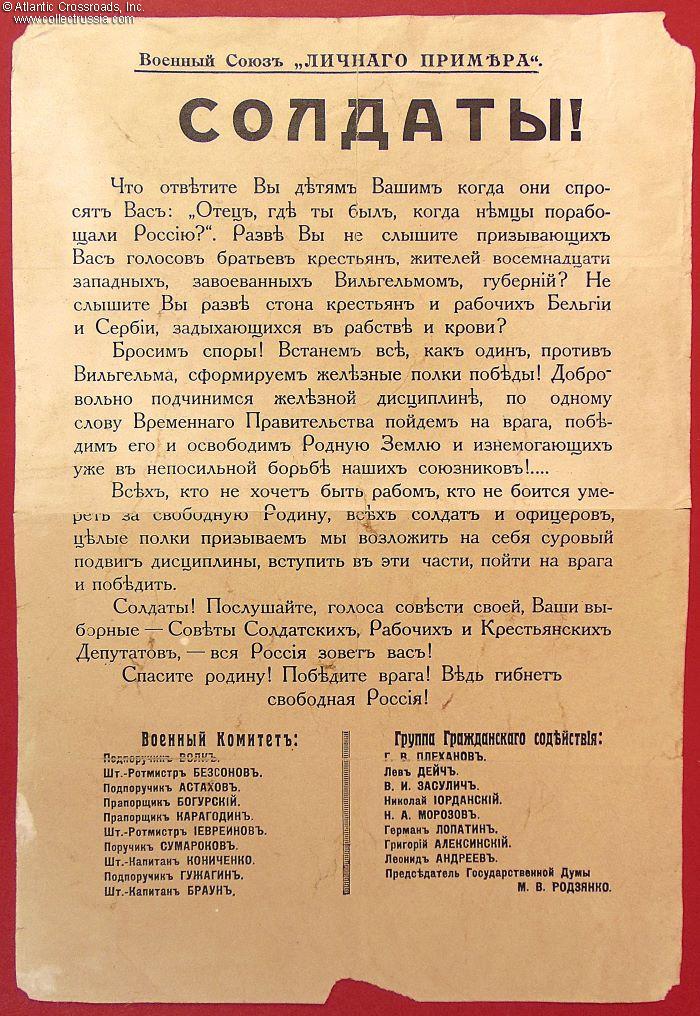 © Atlantic Crossroads, Inc.
www.collectrussia.com
Военный Союзъ „ЛИЧНАГО ПРИМѢРА“.
СОЛДАТЫ!
Что отвѣтите Вы дѣтямъ Вашимъ когда они спро-
сятъ Васъ: „Отецъ, гдѣ ты былъ, когда нѣмцы порабо-
щали Россію?“. Развѣ Вы не слышите призывающихъ
Васъ голосовъ братьевъ крестьянъ, жителей восемнадцати
западныхъ, завоеванныхъ Вильгельмомъ, губерній? Не
слышите Вы развѣ стона крестьянъ и рабочихъ Бельгіи
и Сербіи, задыхающихся въ рабствѣ и крови?
Бросимъ споры! Встанемъ всѣ, какъ одинъ, противъ
Вильгельма, сформируемъ желѣзные полки побѣды! Добро-
вольно подчинимся желѣзной дисциплинѣ, по одному
слову Временнаго Правительства пойдемъ на врага, побѣ-
димъ его и освободимъ Родную Землю и изнемогающихъ
уже въ непосильной борьбѣ нашихъ союзниковъ!....
Всѣхъ, кто не хочетъ быть рабомъ, кто не боится уме-
реть за свободную Родину, всѣхъ солдатъ и офицеровъ,
цѣлые полки призываемъ мы возложить на себя суровый
подвигъ дисциплины, вступить въ эти части, пойти на врага
и побѣдить.
Солдаты! Послушайте, голоса совѣсти своей, Ваши вы-
борные — Совѣты Солдатскихъ, Рабочихъ и Крестьянскихъ
Депутатовъ, — вся Россія зоветъ васъ!
Спасите родину! Побѣдите врага! Вѣдь гибнетъ
свободная Россія!
Военный Комитетъ:
Подпоручикъ ВОЛКЪ.
Шт.-Ротмистръ БЕЗСОНОВЪ.
Подпоручикъ АСТАХОВЪ.
Прапорщикъ БОГУРСКІЙ.
Прапорщикъ КАРАГОДИНЪ.
Шт.-Ротмистръ ІЕВРЕИНОВЪ.
Поручикъ СУМАРОКОВЪ.
Шт.-Капитанъ КОНИЧЕНКО.
Подпоручикъ ГУЖАГИНЪ.
Шт.-Капитанъ БРАУНЪ.
Группа Гражданскаго содѣйствія:
Г. В. ПЛЕХАНОВЪ.
Левъ ДЕЙЧЪ.
В. И. ЗАСУЛИЧЪ.
Николай ІОРДАНСКІЙ.
Н. А. МОРОЗОВЪ.
Германъ ЛОПАТИНЪ.
Григорій АЛЕКСИНСКІЙ.
Леонидъ АНДРЕЕВЪ.
Предсѣдатель Государственной Думы
М. В. РОДЗЯНКО.